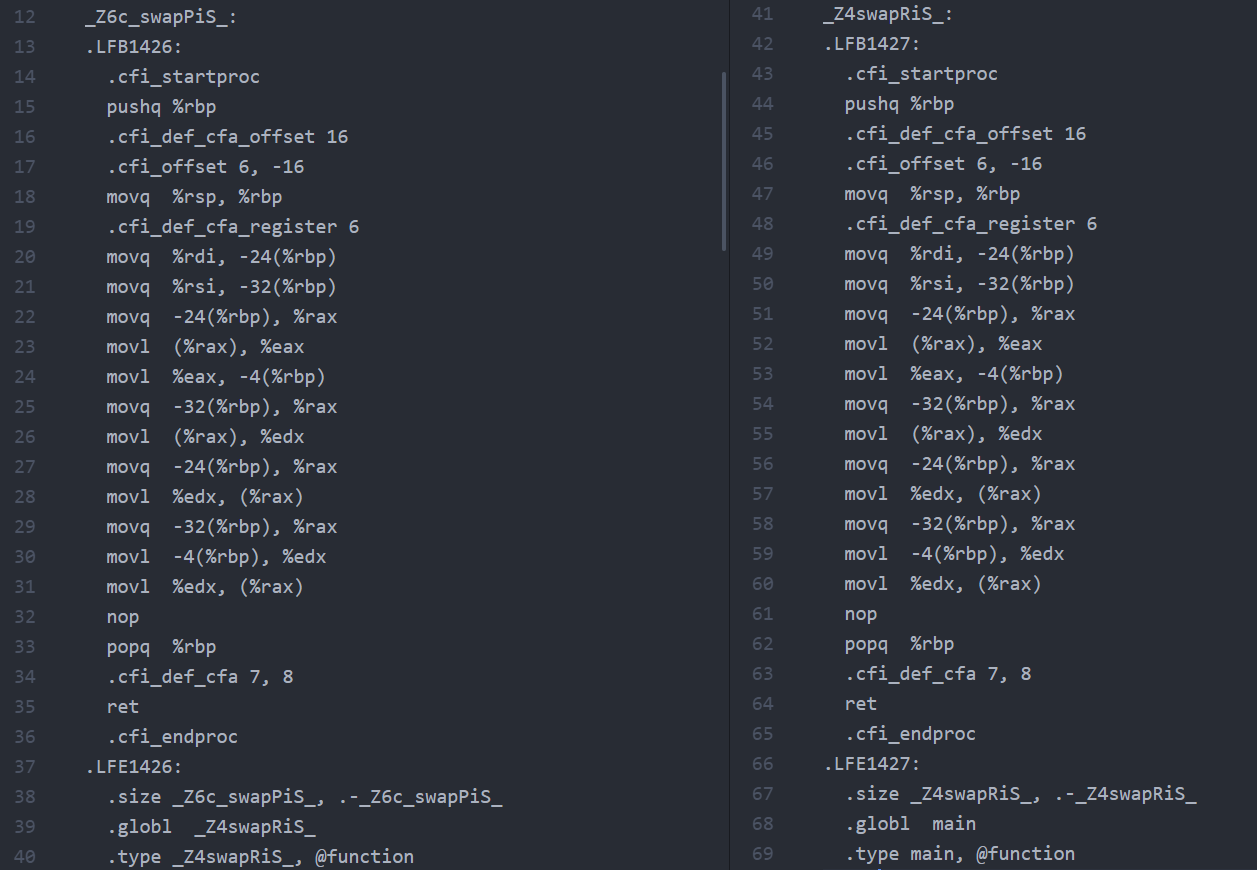 12 _Z6c_swapPiS_:
13 .LFB1426:
14 .cfi_startproc
15 pushq %rbp
16 .cfi_def_cfa_offset 16
17 .cfi_offset 6, -16
18 movq %rsp, %rbp
19 .cfi_def_cfa_register 6
20 movq %rdi, -24(%rbp)
21 movq %rsi, -32(%rbp)
22 movq -24(%rbp), %rax
23 movl (%rax), %eax
24 movl %eax, -4(%rbp)
25 movq -32(%rbp), %rax
26 movl (%rax), %edx
27 movq -24(%rbp), %rax
28 movl %edx, (%rax)
29 movq -32(%rbp), %rax
30 movl -4(%rbp), %edx
31 movl %edx, (%rax)
32 nop
33 popq %rbp
34 .cfi_def_cfa 7, 8
35 ret
36 .cfi_endproc
37 .LFE1426:
38 .size _Z6c_swapPiS_, .-_Z6c_swapPiS_
39 .globl _Z4swapRiS_
40 .type _Z4swapRiS_, @function
41 _Z4swapRiS_:
42 .LFB1427:
43 .cfi_startproc
44 pushq %rbp
45 .cfi_def_cfa_offset 16
46 .cfi_offset 6, -16
47 movq %rsp, %rbp
48 .cfi_def_cfa_register 6
49 movq %rdi, -24(%rbp)
50 movq %rsi, -32(%rbp)
51 movq -24(%rbp), %rax
52 movl (%rax), %eax
53 movl %eax, -4(%rbp)
54 movq -32(%rbp), %rax
55 movl (%rax), %edx
56 movq -24(%rbp), %rax
57 movl %edx, (%rax)
58 movq -32(%rbp), %rax
59 movl -4(%rbp), %edx
60 movl %edx, (%rax)
61 nop
62 popq %rbp
63 .cfi_def_cfa 7, 8
64 ret
65 .cfi_endproc
66 .LFE1427:
67 .size _Z4swapRiS_, .-_Z4swapRiS_
68 .globl main
69 .type main, @function